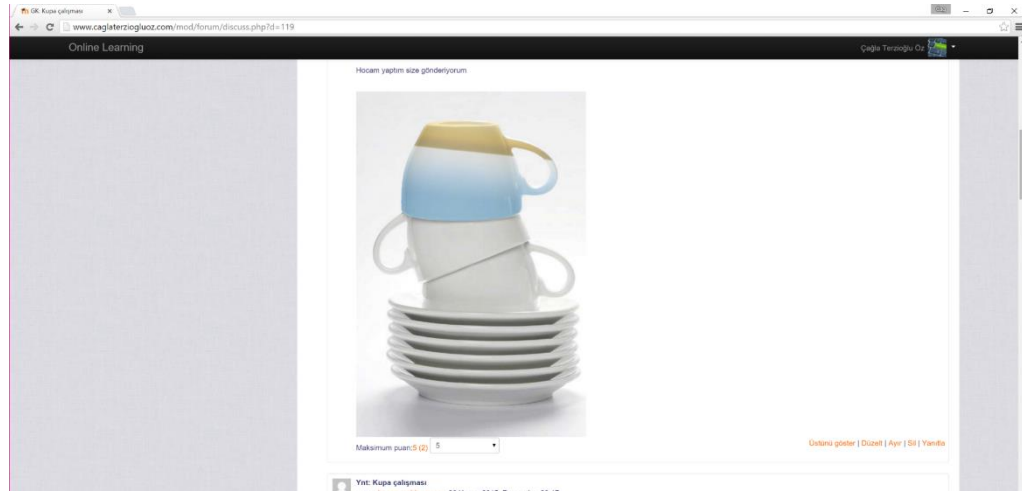 GK: Kupa çalışması
www.caglaterziogluoz.com/mod/forum/discuss.php?d=119
Online Learning
Çağla Terzioğlu Öz
Hocam yaptım size gönderiyorum
Maksimum puan:5 (2) 5
Üstünü göster | Düzelt | Ayır | Sil | Yanıtla
Ynt: Kupa çalışması